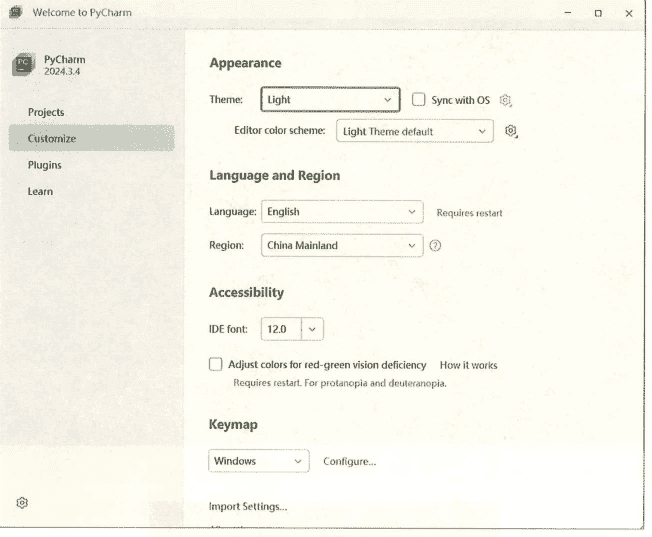 Welcome to PyCharm
PC
PyCharm
2024.3.4
Projects
Customize
Plugins
Learn
Appearance
Theme: Light Sync with OS
Editor color scheme: Light Theme default
Language and Region
Language: English Requires restart
Region: China Mainland ?
Accessibility
IDE font: 12.0
Adjust colors for red-green vision deficiency How it works
Requires restart. For protanopia and deuteranopia.
Keymap
Windows Configure...
Import Settings...